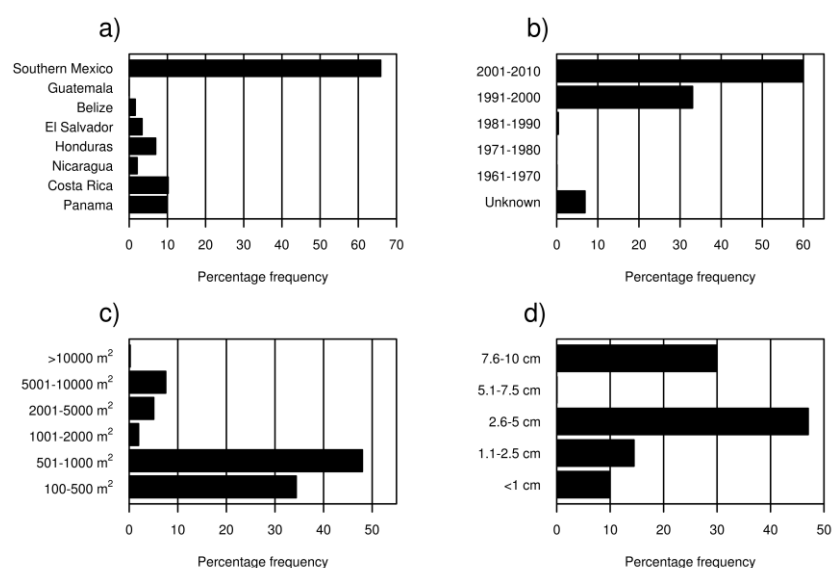 a)
Southern Mexico
Guatemala
Belize
El Salvador
Honduras
Nicaragua
Costa Rica
Panama
0 10 20 30 40 50 60 70
Percentage frequency
b)
2001-2010
1991-2000
1981-1990
1971-1980
1961-1970
Unknown
0 10 20 30 40 50 60
Percentage frequency
c)
>10000 m²
5001-10000 m²
2001-5000 m²
1001-2000 m²
501-1000 m²
100-500 m²
0 10 20 30 40 50
Percentage frequency
d)
7.6-10 cm
5.1-7.5 cm
2.6-5 cm
1.1-2.5 cm
<1 cm
0 10 20 30 40 50
Percentage frequency